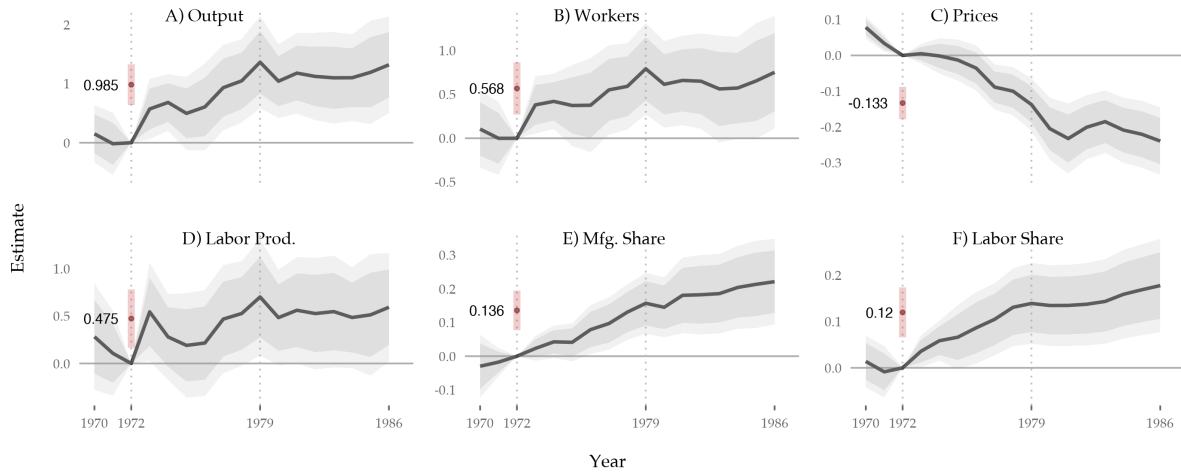 A) Output
2
1
0
0.985
B) Workers
1.0
0.5
0.0
-0.5
0.568
C) Prices
0.1
0.0
-0.1
-0.2
-0.3
-0.133
Estimate
D) Labor Prod.
1.0
0.5
0.0
0.475
1970 1972 1979 1986
E) Mfg. Share
0.3
0.2
0.1
0.0
-0.1
0.136
1970 1972 1979 1986
F) Labor Share
0.2
0.1
0.0
0.12
1970 1972 1979 1986
Year